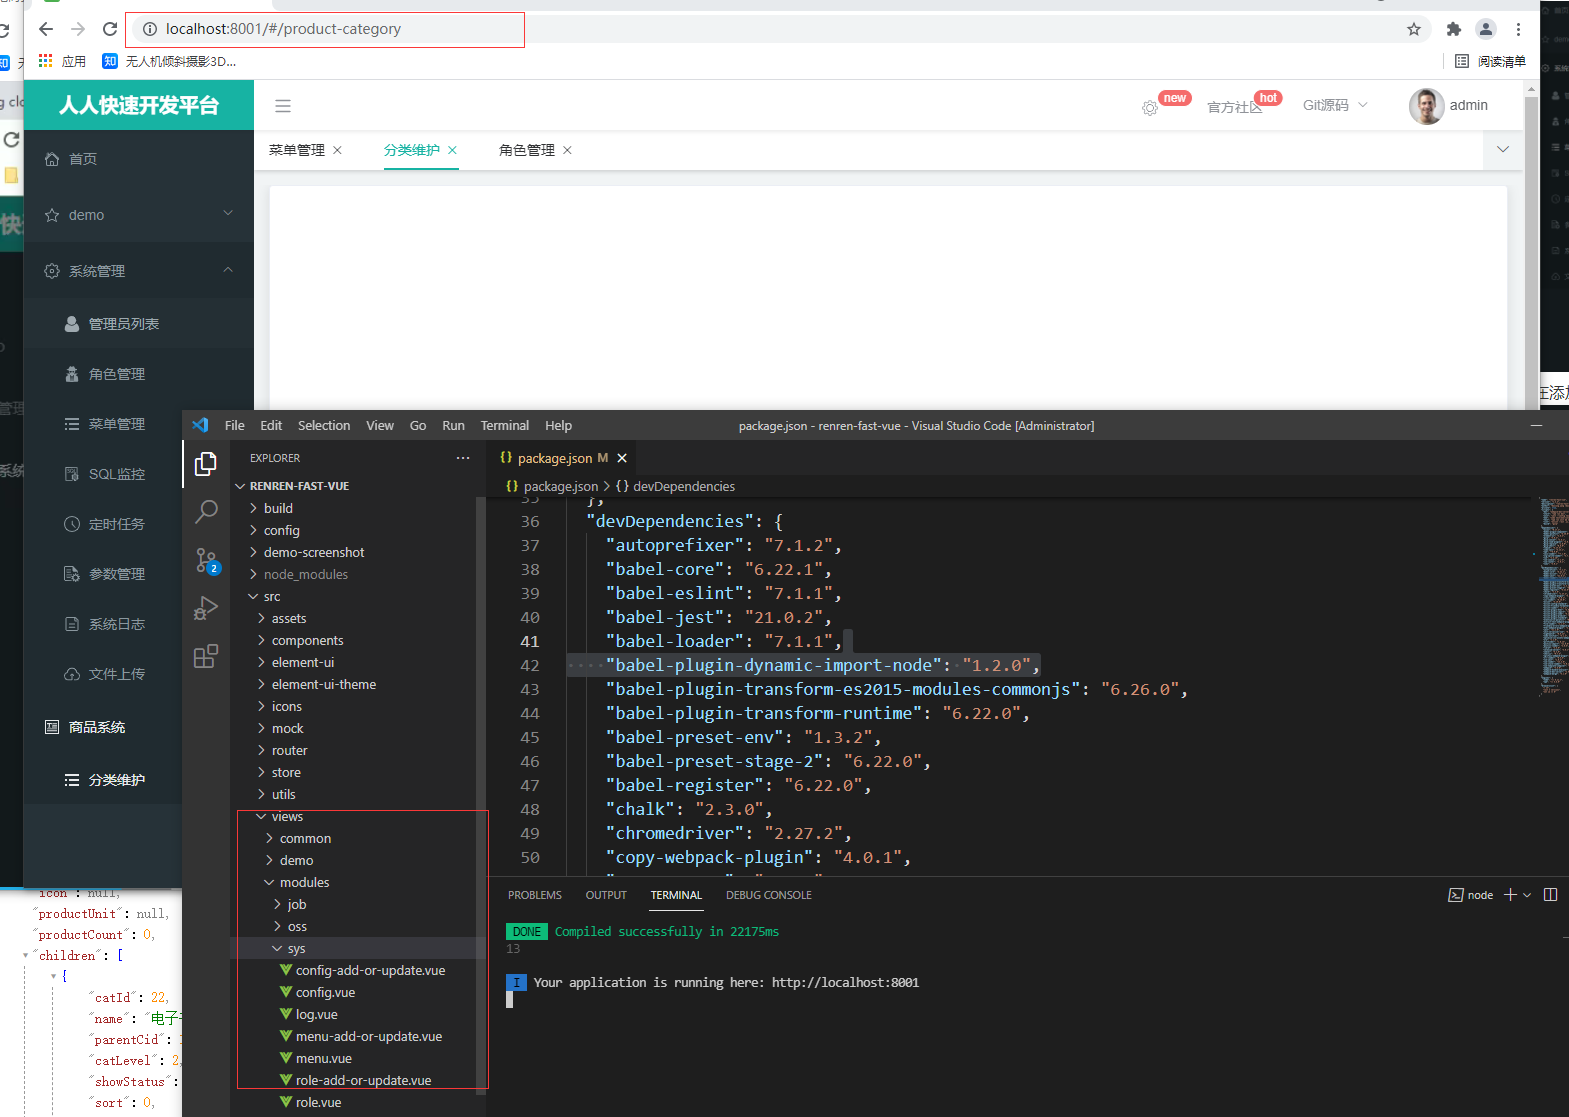 localhost:8001/#/product-category
应用
知
无人机倾斜摄影3D...
阅读清单
人人快速开发平台
new
官方社区
hot
Git源码
admin
首页
demo
系统管理
管理员列表
角色管理
菜单管理
SQL监控
定时任务
参数管理
系统日志
文件上传
商品系统
分类维护
菜单管理
分类维护
角色管理
File Edit Selection View Go Run Terminal Help
package.json - renren-fast-vue - Visual Studio Code [Administrator]
EXPLORER
RENREN-FAST-VUE
build
config
demo-screenshot
node_modules
src
assets
components
element-ui
element-ui-theme
icons
mock
router
store
utils
views
common
demo
modules
job
oss
sys
config-add-or-update.vue
config.vue
log.vue
menu-add-or-update.vue
menu.vue
role-add-or-update.vue
role.vue
2
{} package.json M
{} package.json > {} devDependencies
35 },
36 "devDependencies": {
37 "autoprefixer": "7.1.2",
38 "babel-core": "6.22.1",
39 "babel-eslint": "7.1.1",
40 "babel-jest": "21.0.2",
41 "babel-loader": "7.1.1",
42 "babel-plugin-dynamic-import-node": "1.2.0",
43 "babel-plugin-transform-es2015-modules-commonjs": "6.26.0",
44 "babel-plugin-transform-runtime": "6.22.0",
45 "babel-preset-env": "1.3.2",
46 "babel-preset-stage-2": "6.22.0",
47 "babel-register": "6.22.0",
48 "chalk": "2.3.0",
49 "chromedriver": "2.27.2",
50 "copy-webpack-plugin": "4.0.1",
PROBLEMS OUTPUT TERMINAL DEBUG CONSOLE
node
DONE Compiled successfully in 22175ms
13
I Your application is running here: http://localhost:8001
"icon": null,
"productUnit": null,
"productCount": 0,
"children": [
{
"catId": 22,
"name": "电子
"parentCid":
"catLevel": 2,
"showStatus":
"sort": 0,